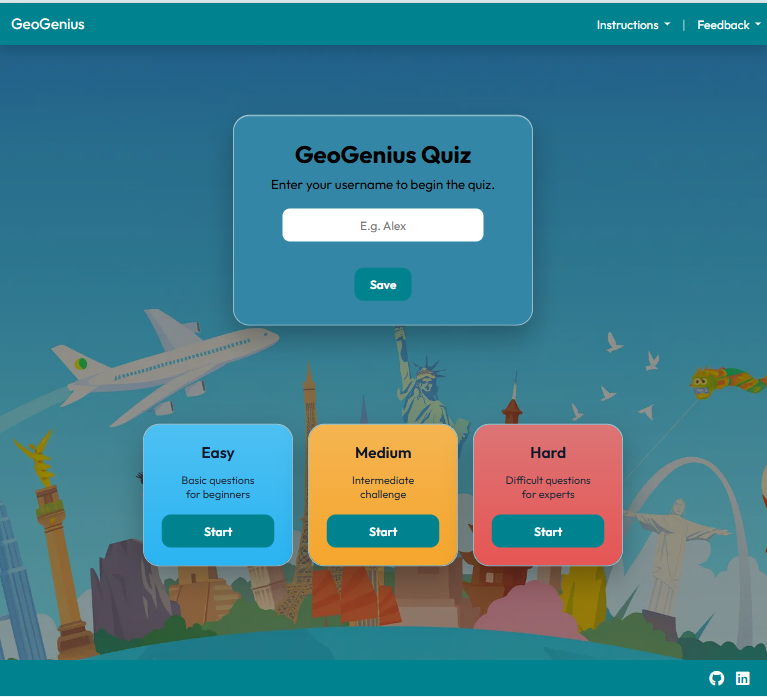 GeoGenius
Instructions | Feedback
GeoGenius Quiz
Enter your username to begin the quiz.
E.g. Alex
Save
Easy
Basic questions
for beginners
Start
Medium
Intermediate
challenge
Start
Hard
Difficult questions
for experts
Start